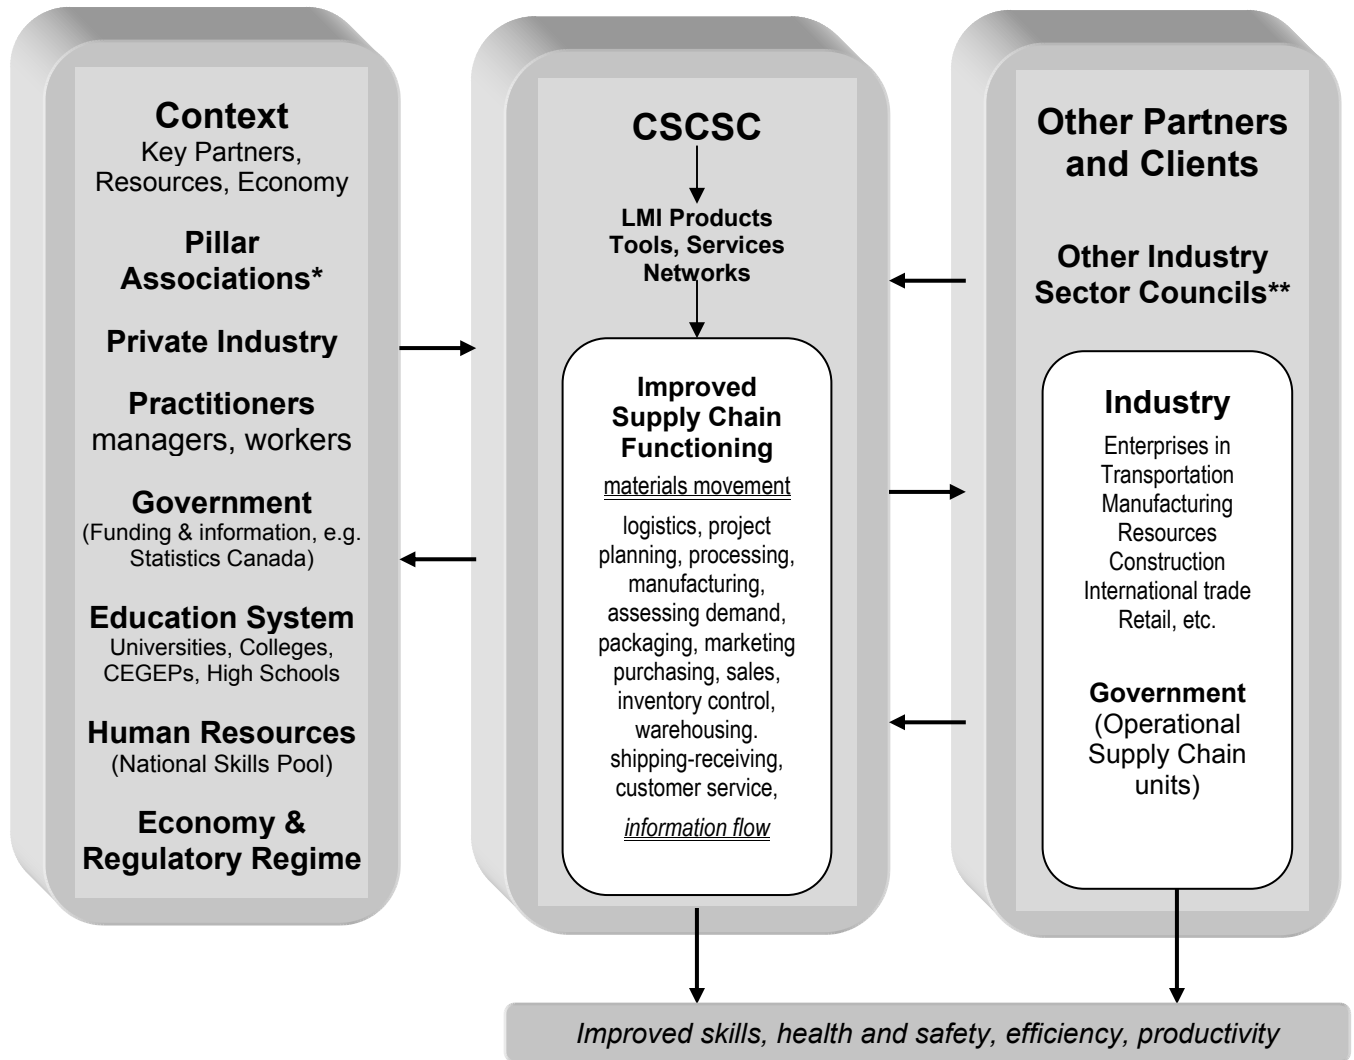 Context
Key Partners,
Resources, Economy
Pillar
Associations*
Private Industry
Practitioners
managers, workers
Government
(Funding & information, e.g.
Statistics Canada)
Education System
Universities, Colleges,
CEGEPs, High Schools
Human Resources
(National Skills Pool)
Economy &
Regulatory Regime
CSCSC
LMI Products
Tools, Services
Networks
Improved
Supply Chain
Functioning
materials movement
logistics, project
planning, processing,
manufacturing,
assessing demand,
packaging, marketing
purchasing, sales,
inventory control,
warehousing.
shipping-receiving,
customer service,
information flow
Other Partners
and Clients
Other Industry
Sector Councils**
Industry
Enterprises in
Transportation
Manufacturing
Resources
Construction
International trade
Retail, etc.
Government
(Operational
Supply Chain
units)
Improved skills, health and safety, efficiency, productivity